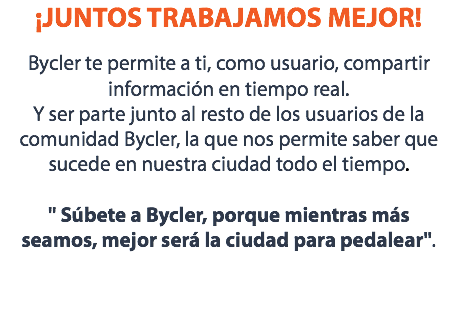 ¡JUNTOS TRABAJAMOS MEJOR!
Bycler te permite a ti, como usuario, compartir
información en tiempo real.
Y ser parte junto al resto de los usuarios de la
comunidad Bycler, la que nos permite saber que
sucede en nuestra ciudad todo el tiempo.
" Súbete a Bycler, porque mientras más
seamos, mejor será la ciudad para pedalear".